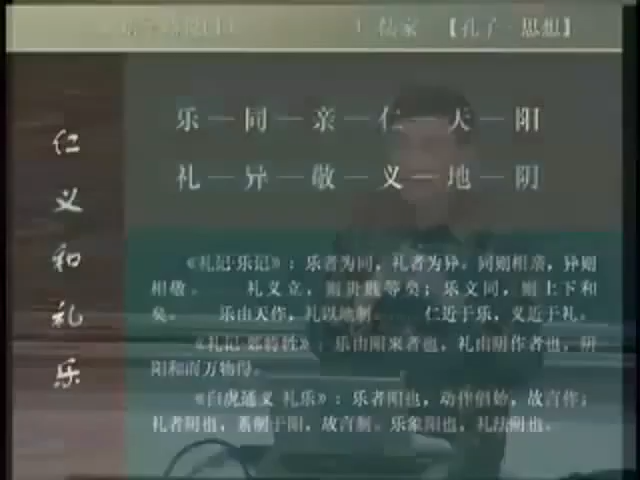 1 儒家 【孔子·思想】
仁义和礼乐
乐—同—亲—仁—天—阳
礼—异—敬—义—地—阴
《礼记·乐记》:乐者为同,礼者为异。同则相亲,异则
相敬。 礼义立,则贵贱等矣;乐文同,则上下和
矣。 乐由天作,礼以地制。 仁近于乐,义近于礼。
《礼记·郊特牲》:乐由阳来者也,礼由阴作者也,阴
阳和而万物得。
《白虎通义·礼乐》:乐者阳也,动作倡始,故言作;
礼者阴也,系制于阳,故言制。乐象阳也,礼法阴也。